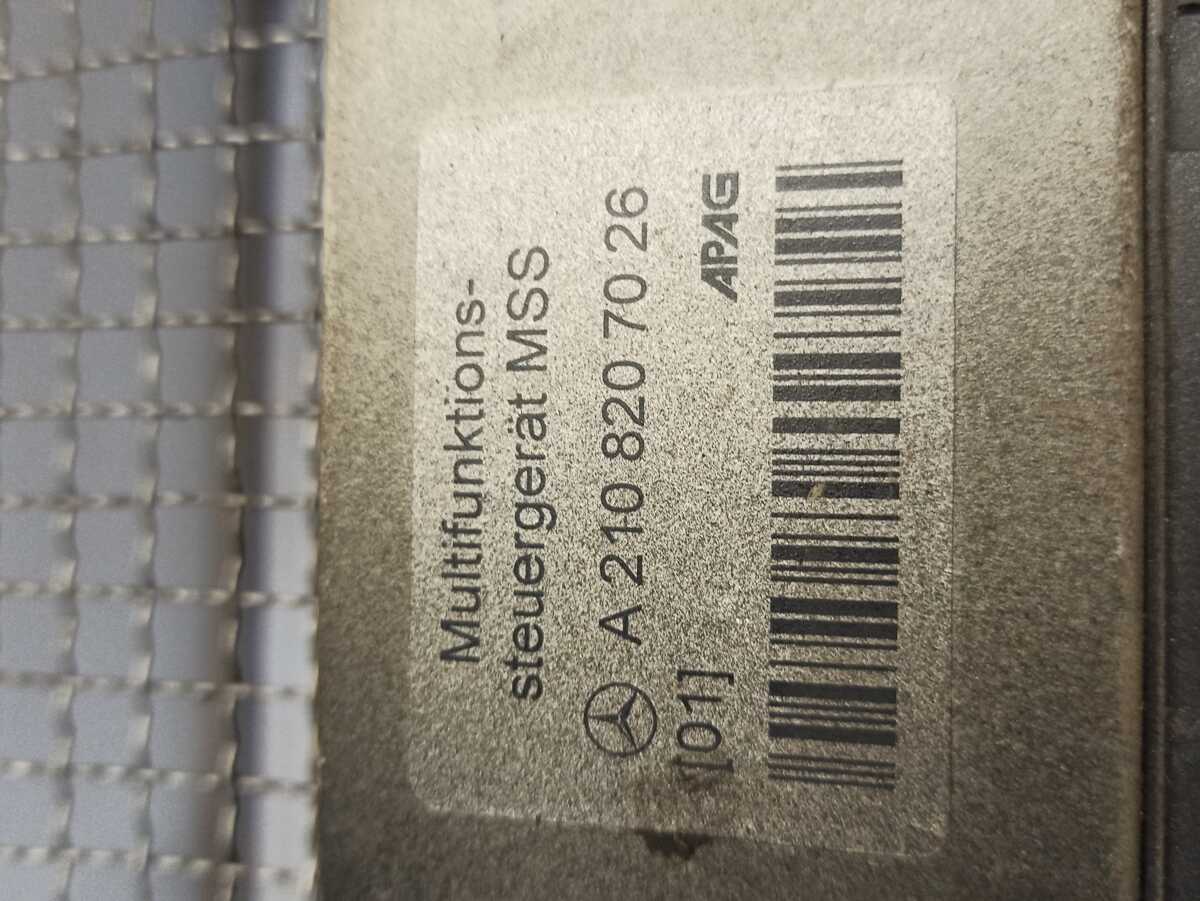 Multifunktions-
steuergerät MSS
A 210 820 70 26
[01]
APAG